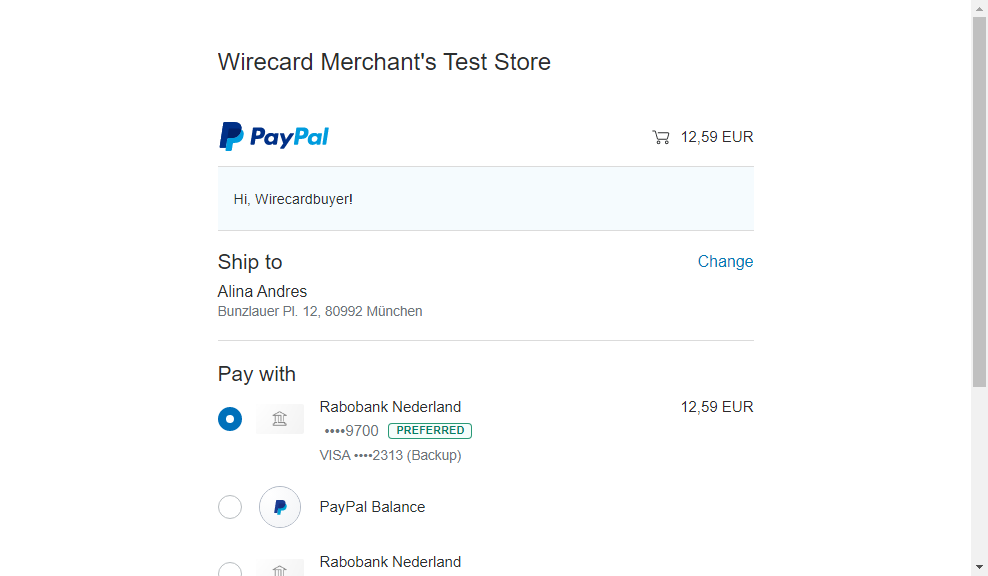 Wirecard Merchant's Test Store
PayPal
12,59 EUR
Hi, Wirecardbuyer!
Ship to
Change
Alina Andres
Bunzlauer Pl. 12, 80992 München
Pay with
Rabobank Nederland
12,59 EUR
••••9700 PREFERRED
VISA ••••2313 (Backup)
PayPal Balance
Rabobank Nederland